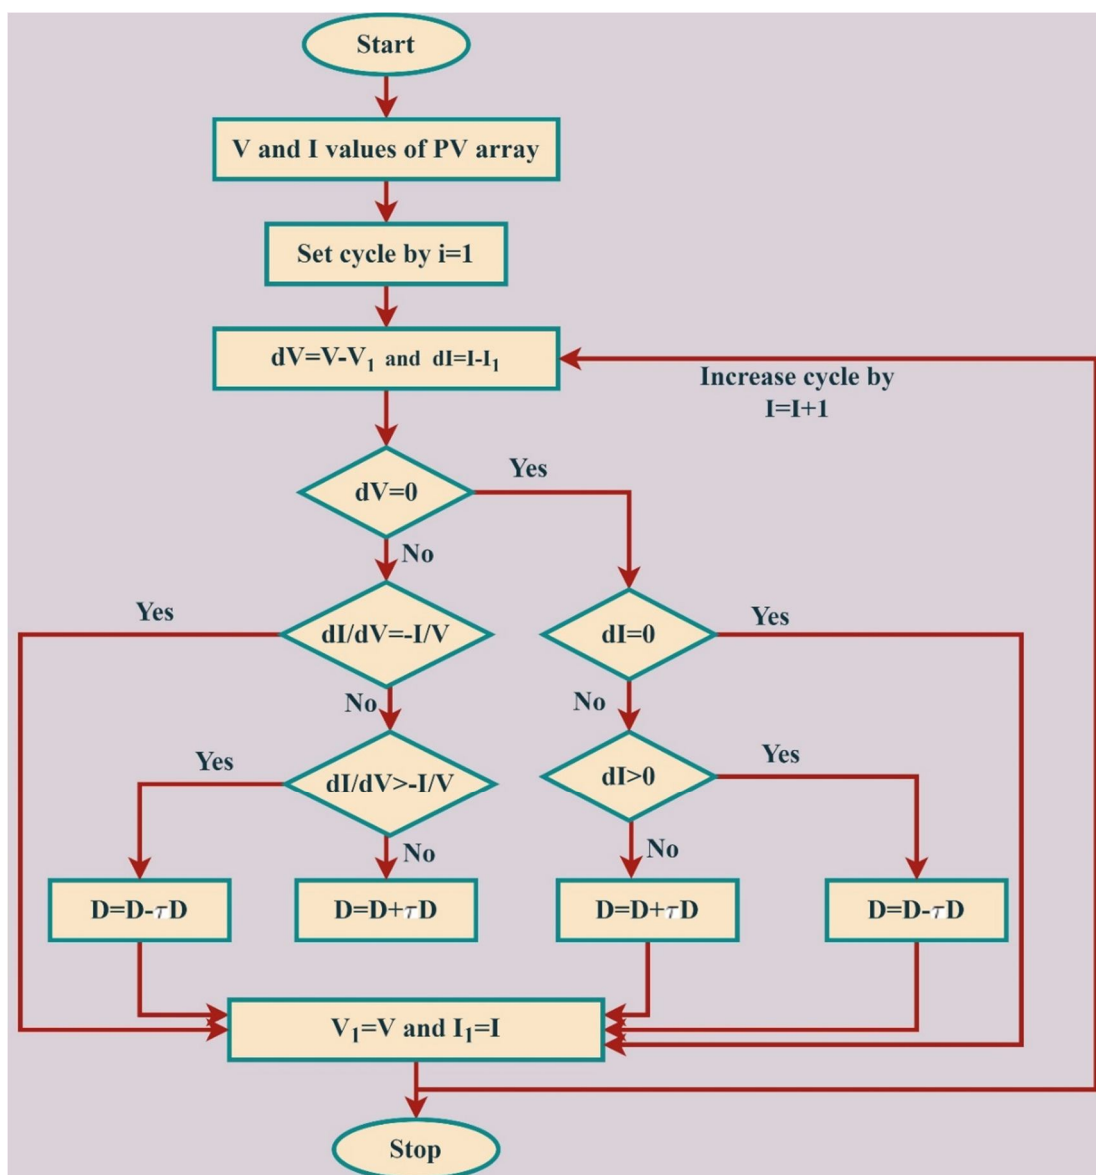 Start
V and I values of PV array
Set cycle by i=1
dV=V-V₁ and dI=I-I₁
Increase cycle by
I=I+1
dV=0
Yes
No
Yes
dI/dV=-I/V
dI=0
Yes
No
No
Yes
dI/dV>-I/V
dI>0
Yes
No
No
D=D-τD
D=D+τD
D=D+τD
D=D-τD
V₁=V and I₁=I
Stop